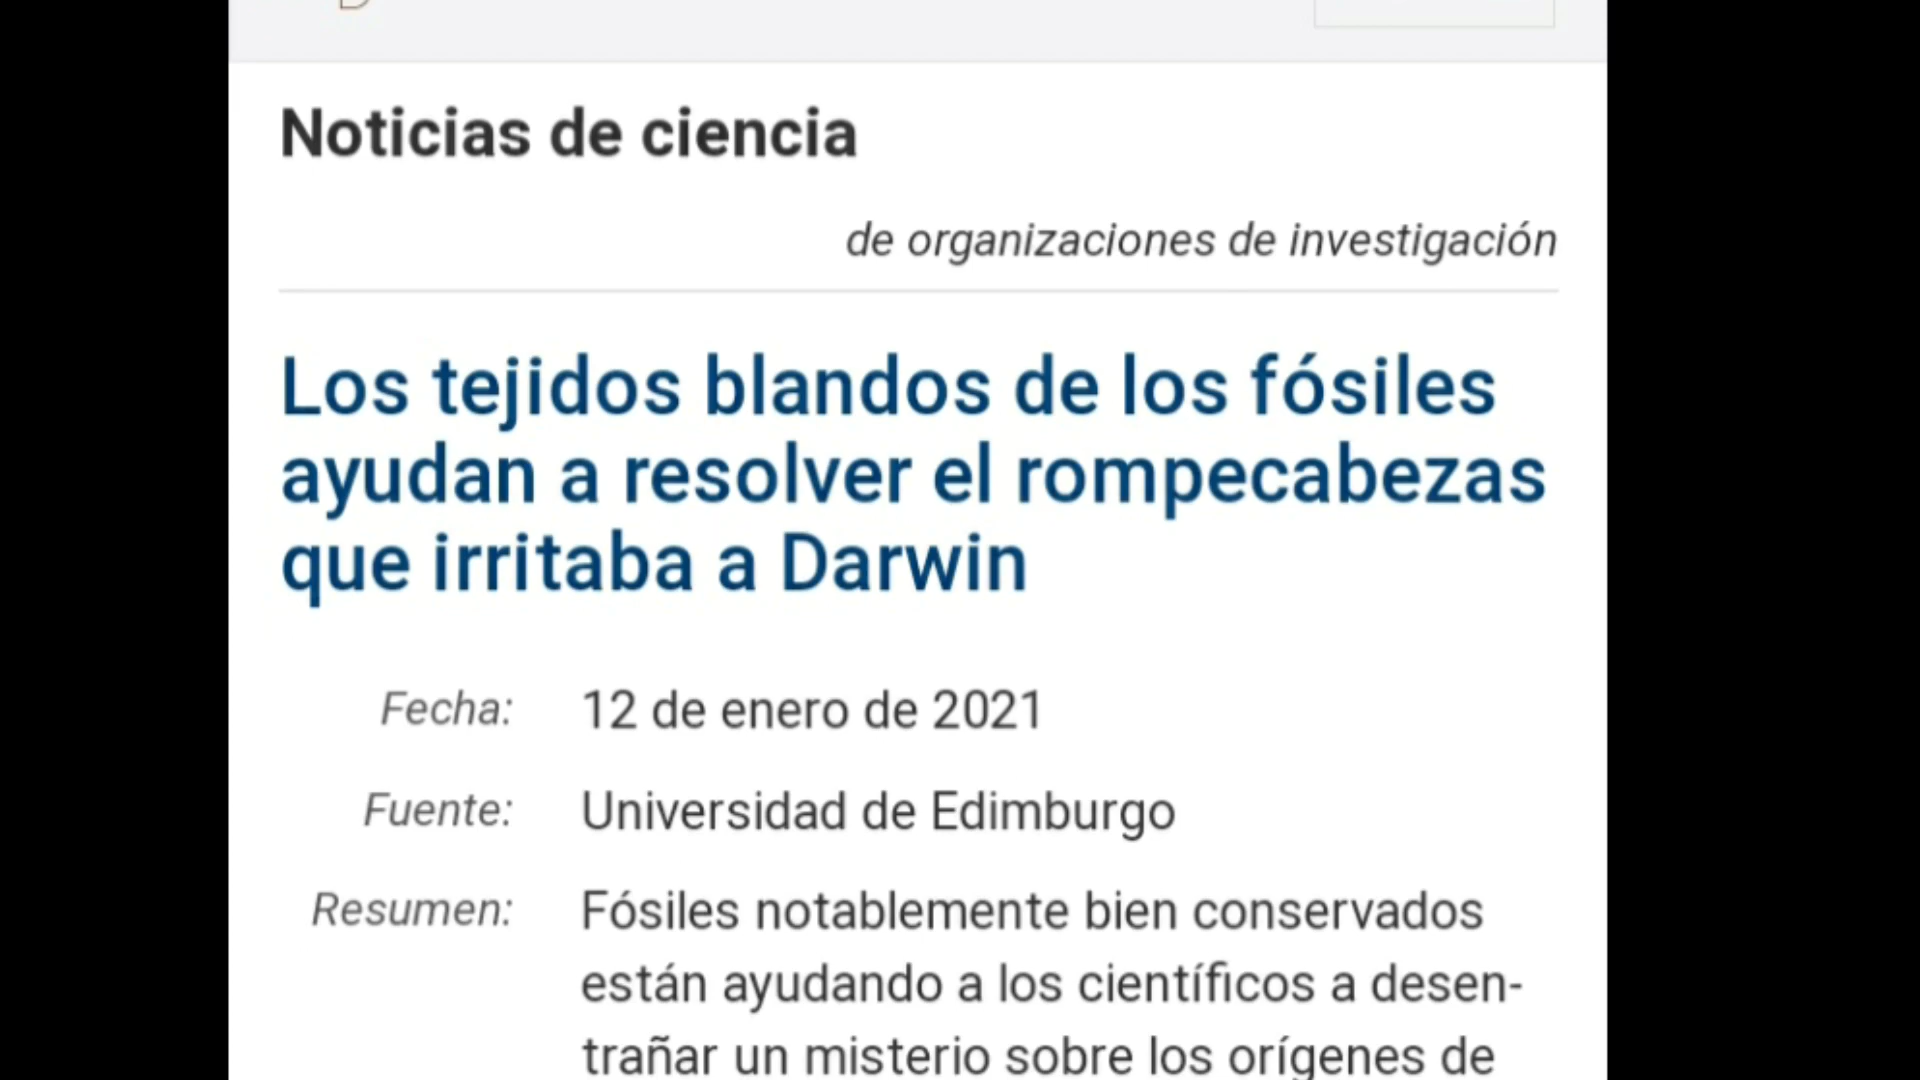 Noticias de ciencia
de organizaciones de investigación
Los tejidos blandos de los fósiles
ayudan a resolver el rompecabezas
que irritaba a Darwin
Fecha: 12 de enero de 2021
Fuente: Universidad de Edimburgo
Resumen: Fósiles notablemente bien conservados
están ayudando a los científicos a desen-
trañar un misterio sobre los orígenes de